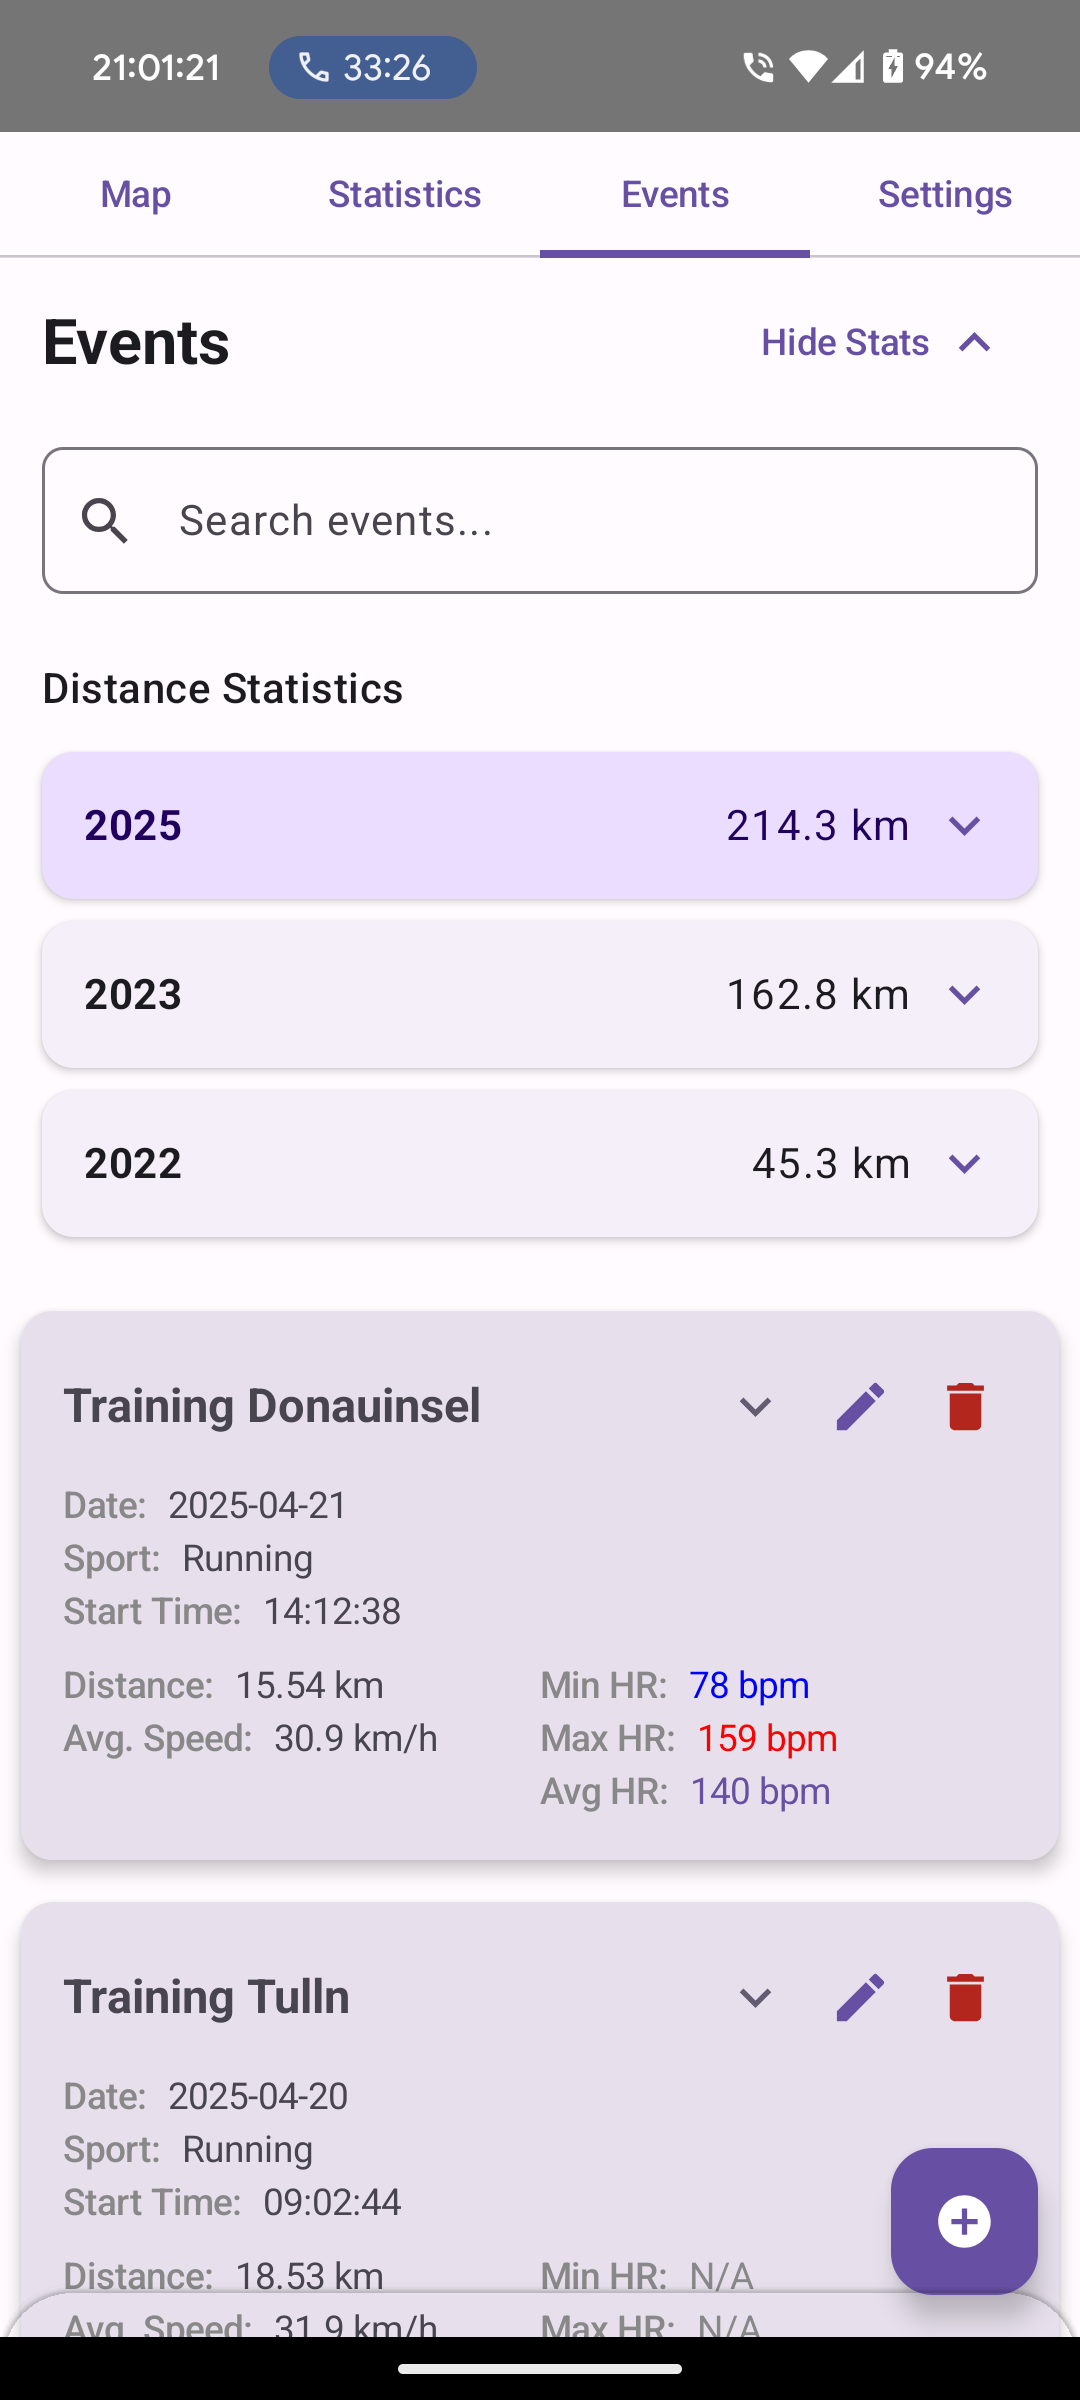 21:01:21 33:26 94%
Map Statistics Events Settings
Events Hide Stats
Search events...
Distance Statistics
2025 214.3 km
2023 162.8 km
2022 45.3 km
Training Donauinsel
Date: 2025-04-21
Sport: Running
Start Time: 14:12:38
Distance: 15.54 km Min HR: 78 bpm
Avg. Speed: 30.9 km/h Max HR: 159 bpm
Avg HR: 140 bpm
Training Tulln
Date: 2025-04-20
Sport: Running
Start Time: 09:02:44
Distance: 18.53 km Min HR: N/A
Avg. Speed: 31.9 km/h Max HR: N/A